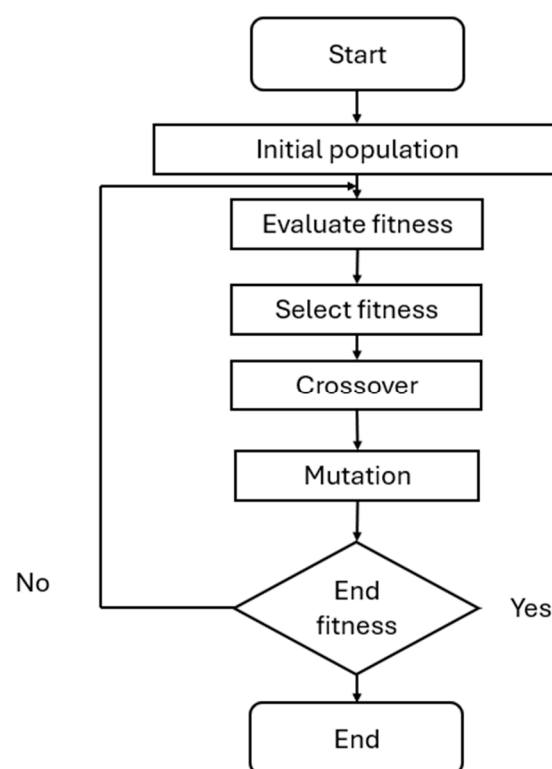 Start
Initial population
Evaluate fitness
Select fitness
Crossover
Mutation
No
End
fitness
Yes
End